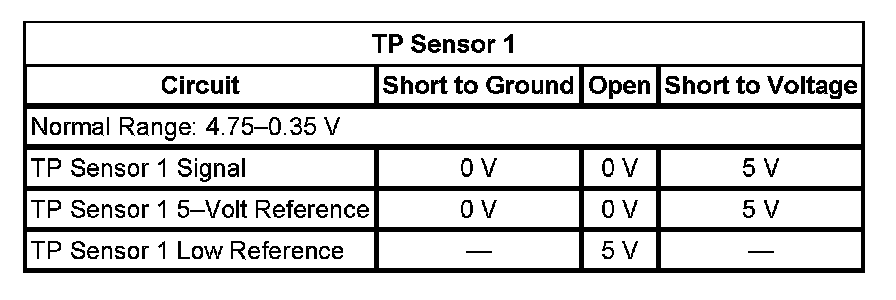 TP Sensor 1
Circuit Short to Ground Open Short to Voltage
Normal Range: 4.75–0.35 V
TP Sensor 1 Signal 0 V 0 V 5 V
TP Sensor 1 5–Volt Reference 0 V 0 V 5 V
TP Sensor 1 Low Reference — 5 V —